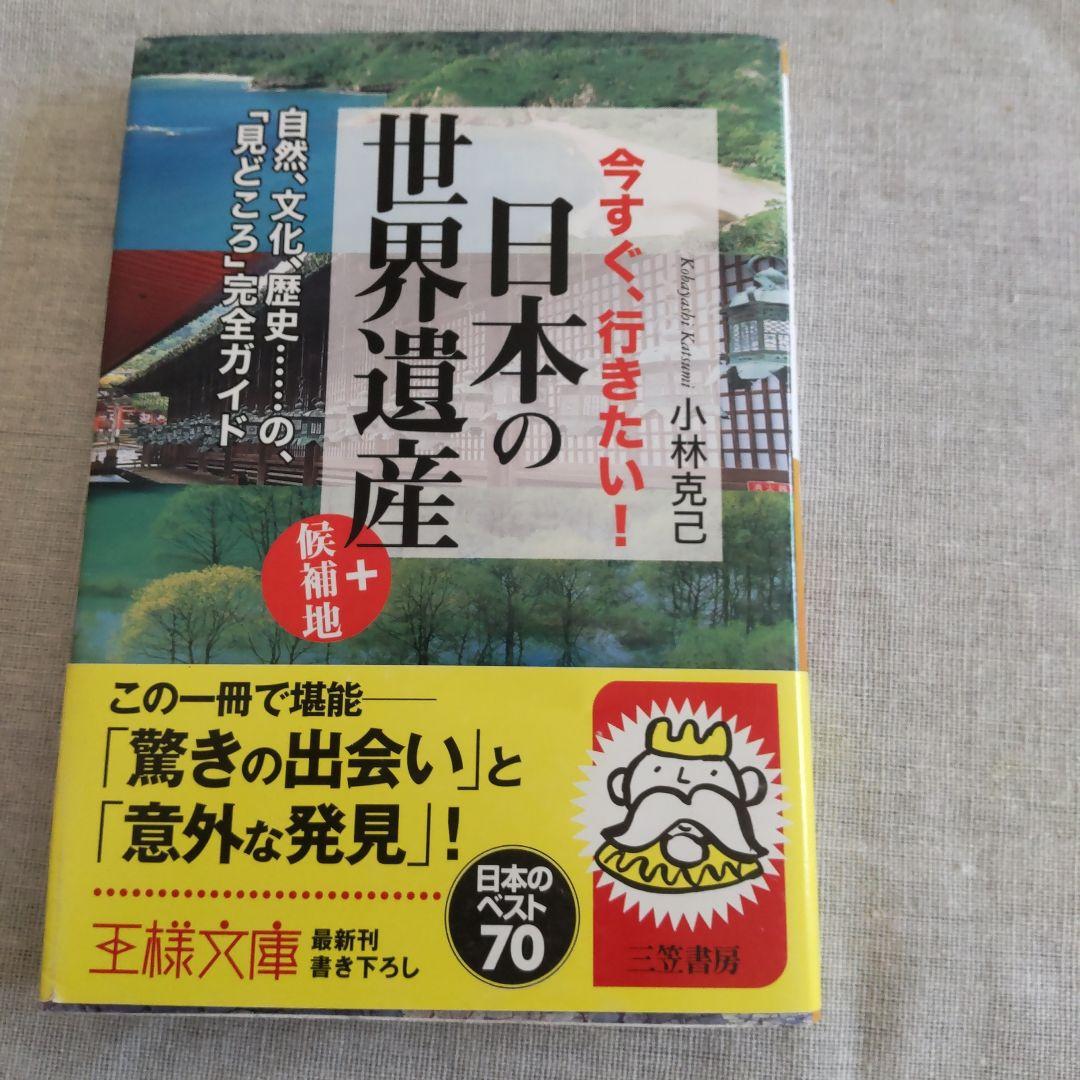 今すぐ、行きたい!
日本の
世界遺産
+
候補地
Kobayashi Katsumi
小林克己
自然、文化、歴史……の、
「見どころ」完全ガイド
この一冊で堪能――
「驚きの出会い」と
「意外な発見」!
日本の
ベスト
70
王様文庫
最新刊
書き下ろし
三笠書房